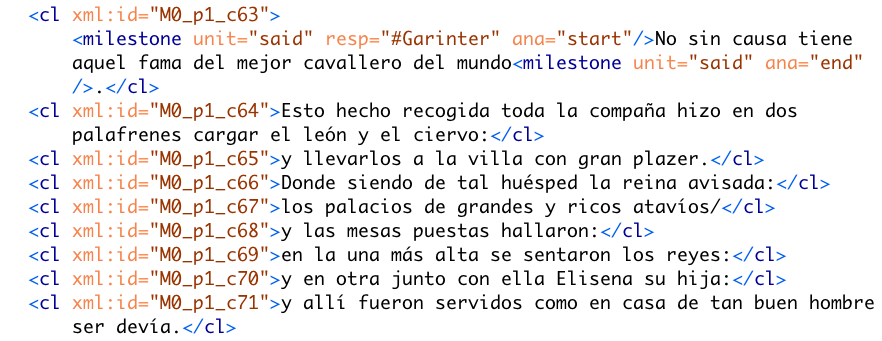 <cl xml:id="M0_p1_c63">
<milestone unit="said" resp="#Garinter" ana="start"/>No sin causa tiene
aquel fama del mejor cavallero del mundo<milestone unit="said" ana="end"
/>.</cl>
<cl xml:id="M0_p1_c64">Esto hecho recogida toda la compaña hizo en dos
palafrenes cargar el león y el ciervo:</cl>
<cl xml:id="M0_p1_c65">y llevarlos a la villa con gran plazer.</cl>
<cl xml:id="M0_p1_c66">Donde siendo de tal huésped la reina avisada:</cl>
<cl xml:id="M0_p1_c67">los palacios de grandes y ricos atavíos/</cl>
<cl xml:id="M0_p1_c68">y las mesas puestas hallaron:</cl>
<cl xml:id="M0_p1_c69">en la una más alta se sentaron los reyes:</cl>
<cl xml:id="M0_p1_c70">y en otra junto con ella Elisena su hija:</cl>
<cl xml:id="M0_p1_c71">y allí fueron servidos como en casa de tan buen hombre
ser devía.</cl>